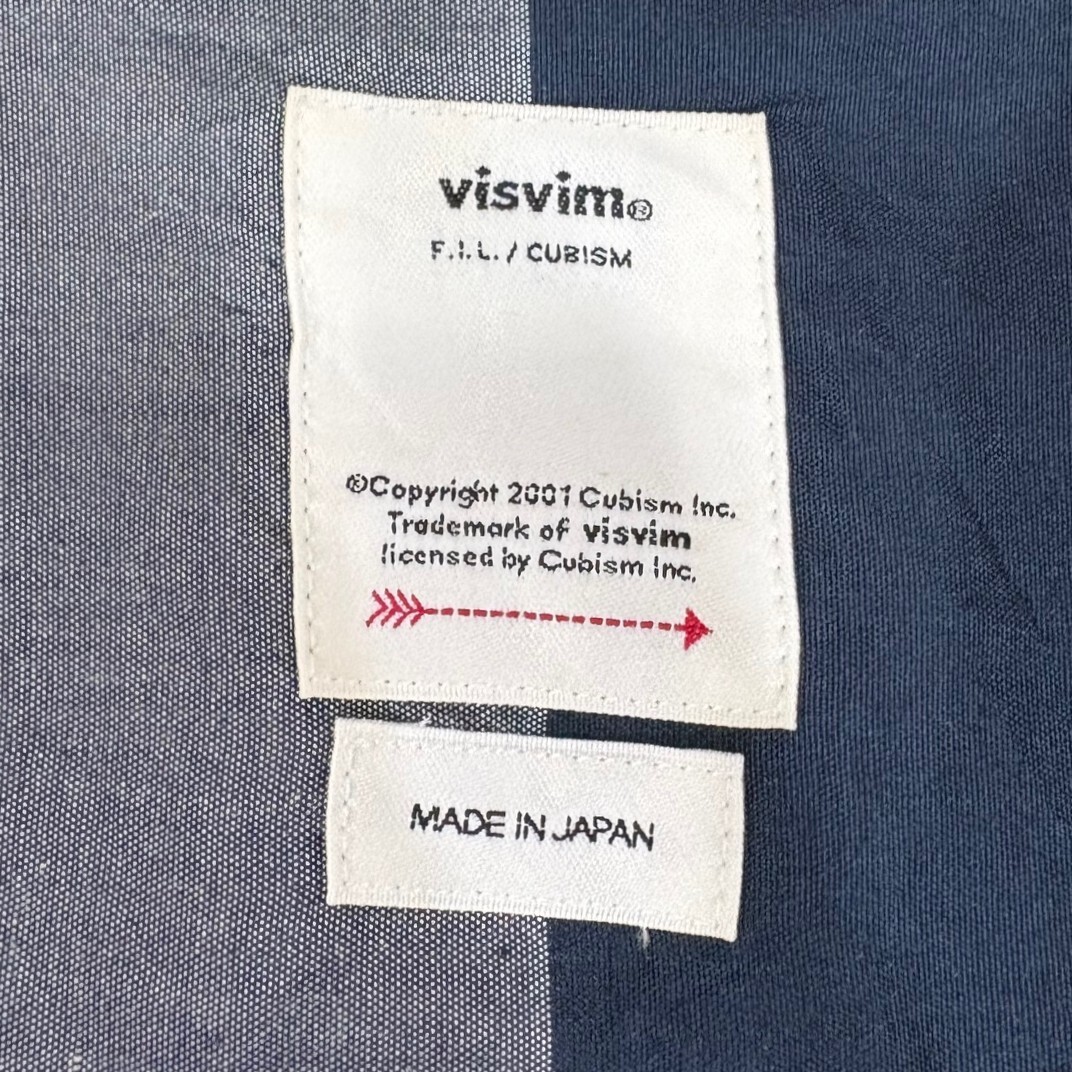 visvim®
F.I.L. / CUBISM
©Copyright 2001 Cubism Inc.
Trademark of visvim
licensed by Cubism Inc.
MADE IN JAPAN